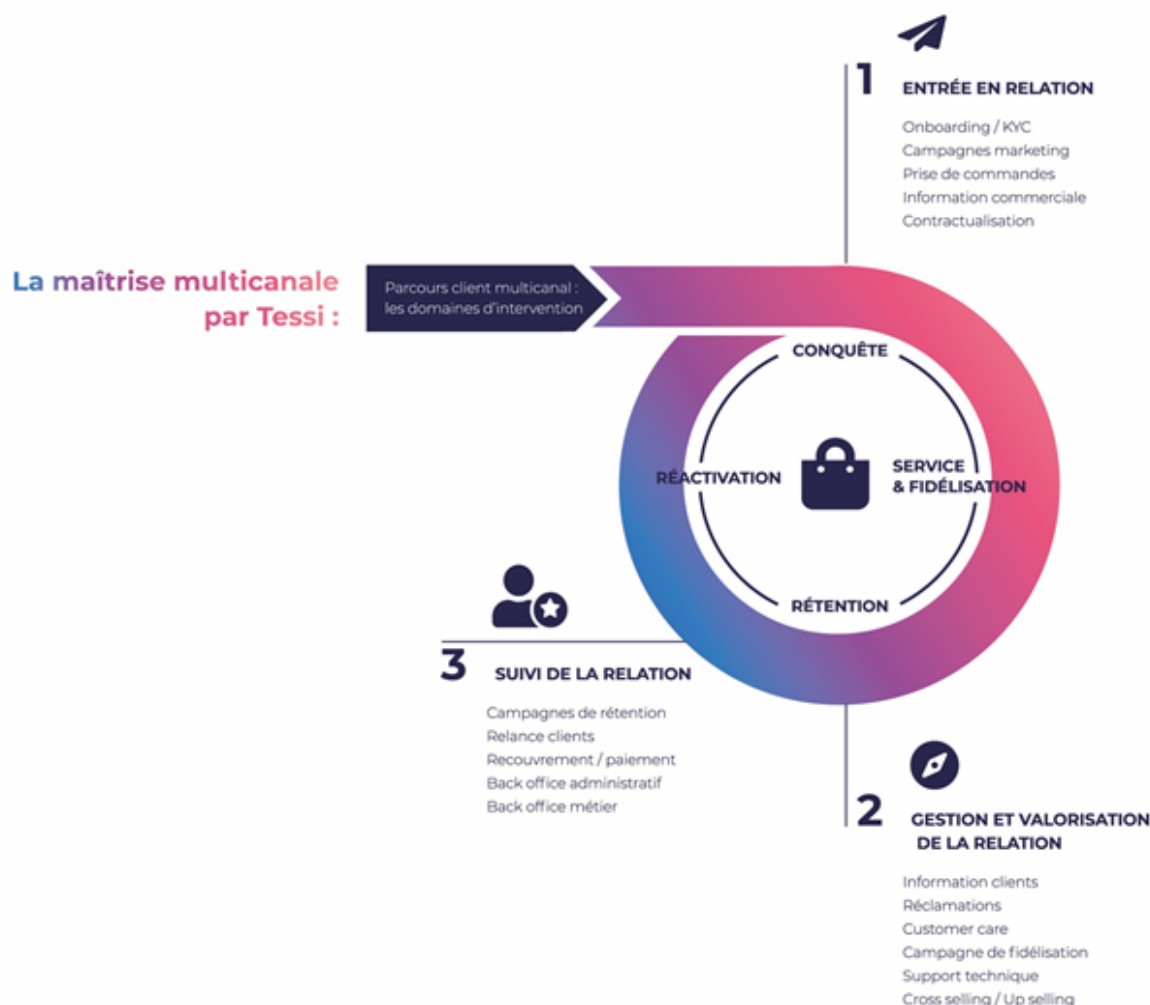 1
ENTRÉE EN RELATION
Onboarding / KYC
Campagnes marketing
Prise de commandes
Information commerciale
Contractualisation
La maîtrise multicanale
par Tessi :
Parcours client multicanal :
les domaines d'intervention
CONQUÊTE
RÉACTIVATION
SERVICE
& FIDÉLISATION
RÉTENTION
3
SUIVI DE LA RELATION
Campagnes de rétention
Relance clients
Recouvrement / paiement
Back office administratif
Back office métier
2
GESTION ET VALORISATION
DE LA RELATION
Information clients
Réclamations
Customer care
Campagne de fidélisation
Support technique
Cross selling / Up selling